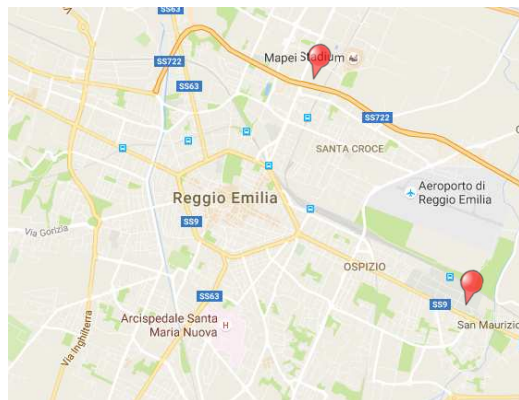 SS63
Mapei Stadium
SS722
SS63
SS722
SANTA CROCE
Aeroporto di
Reggio Emilia
Reggio Emilia
SS9
Via Gorizia
OSPIZIO
SS63
SS9
Arcispedale Santa
Maria Nuova
H
San Maurizio
Via Inghilterra